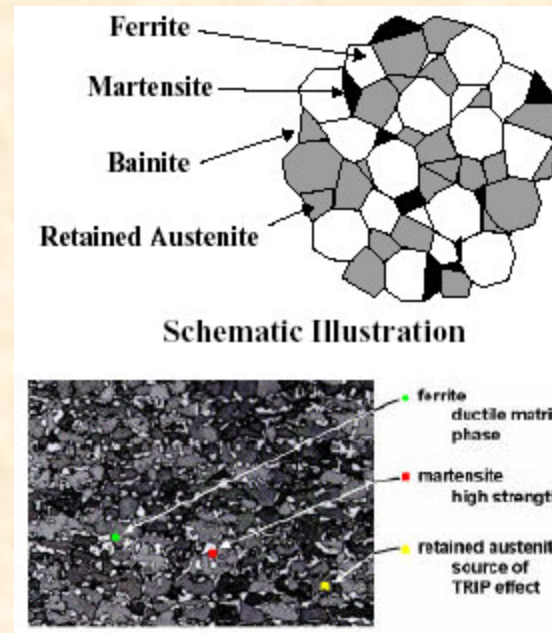 Ferrite
Martensite
Bainite
Retained Austenite
Schematic Illustration
ferrite
ductile matri
phase
martensite
high strengt
retained austenit
source of
TRIP effect